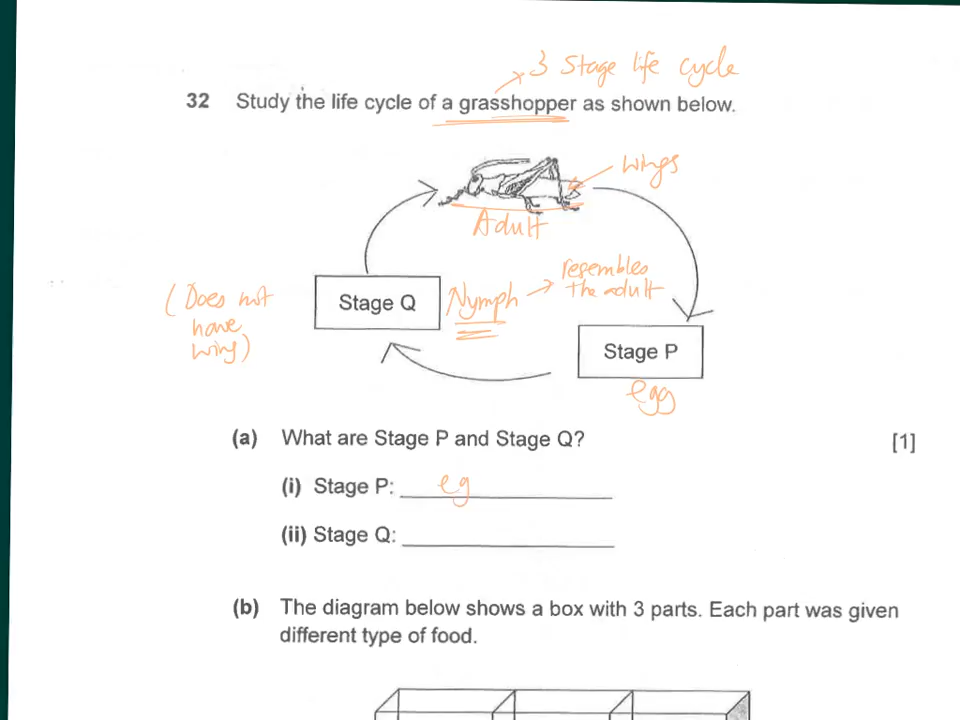 3 Stage life cycle
32 Study the life cycle of a grasshopper as shown below.
wings
Adult
resembles
the adult
(Does not
have
wing)
Stage Q
Nymph
Stage P
egg
(a) What are Stage P and Stage Q? [1]
(i) Stage P: eg
(ii) Stage Q:
(b) The diagram below shows a box with 3 parts. Each part was given
different type of food.